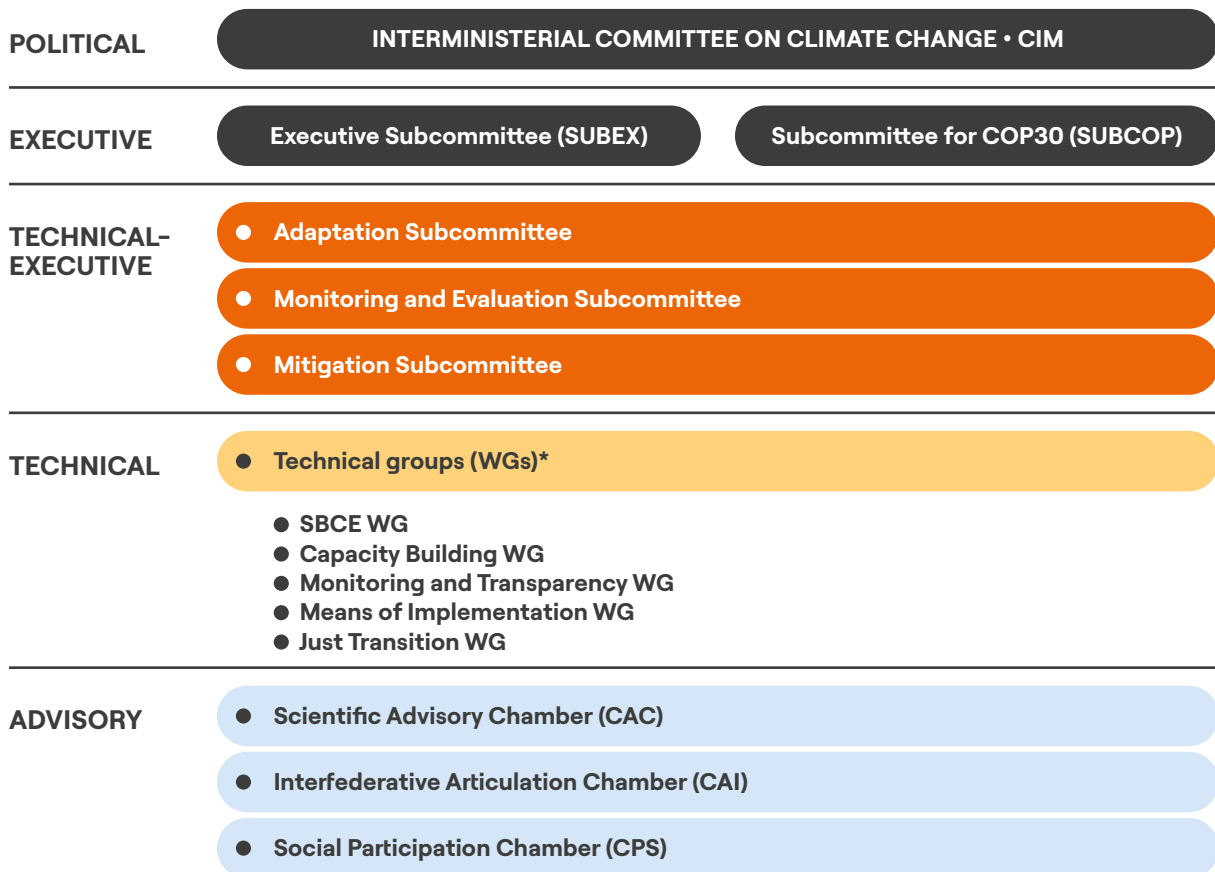 POLITICAL
INTERMINISTERIAL COMMITTEE ON CLIMATE CHANGE • CIM
EXECUTIVE
Executive Subcommittee (SUBEX)
Subcommittee for COP30 (SUBCOP)
TECHNICAL-
EXECUTIVE
Adaptation Subcommittee
Monitoring and Evaluation Subcommittee
Mitigation Subcommittee
TECHNICAL
Technical groups (WGs)*
SBCE WG
Capacity Building WG
Monitoring and Transparency WG
Means of Implementation WG
Just Transition WG
ADVISORY
Scientific Advisory Chamber (CAC)
Interfederative Articulation Chamber (CAI)
Social Participation Chamber (CPS)